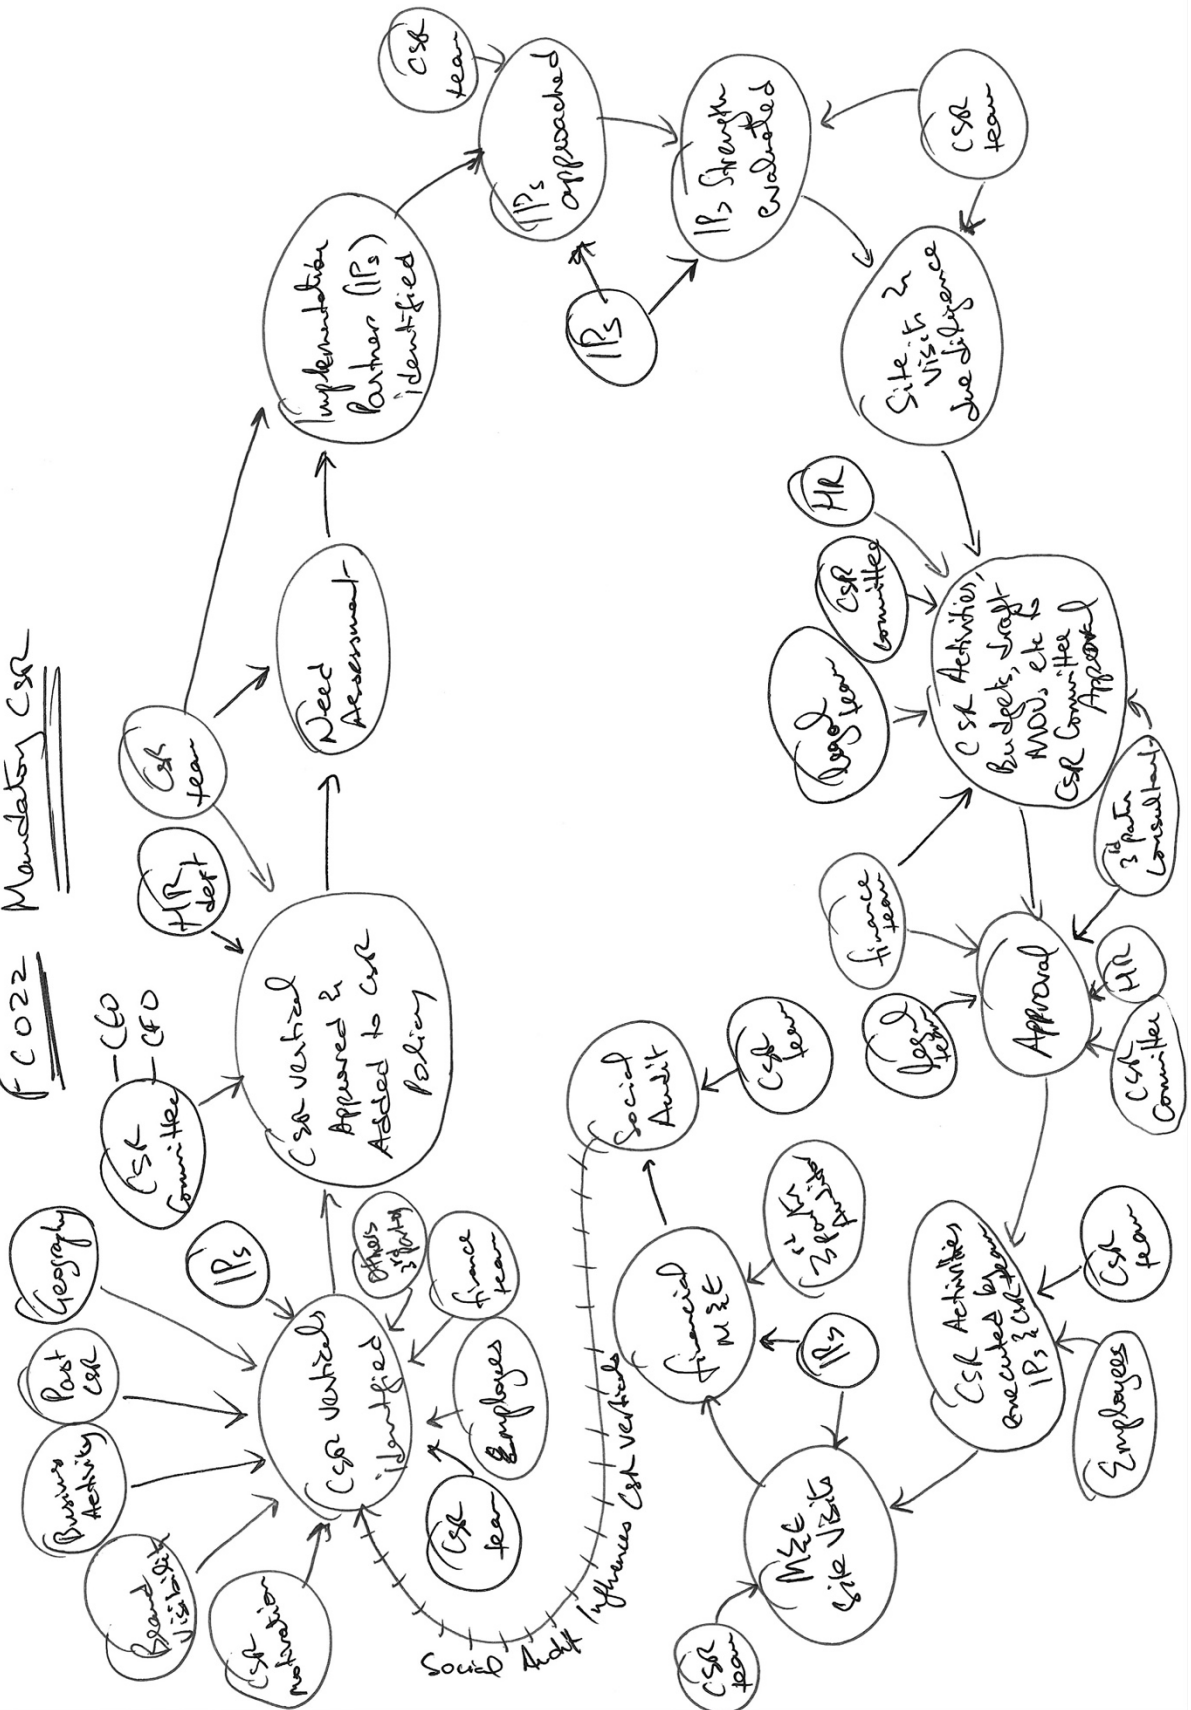 FC022 Mandatory CSR
CSR
motivation
Brand
Visibility
Business
Activity
Past
CSR
Geography
IPs
CSR
team
Employees
finance
team
Others
3rd party
CSR verticals
identified
CSR
Committee
CEO
CFO
HR
dept
CSR
team
CSR vertical
Approved &
Added to CSR
Policy
Need
Assessment
Implementation
Partner (IPs)
identified
CSR
team
IPs
approached
IPs
IPs Strength
evaluated
CSR
team
Site
Visits &
due diligence
HR
CSR
Committee
Legal
team
finance
team
3rd Party
Consultant
CSR Activities,
Budgets, draft
MOUs etc to
CSR Committee
Approval
Approval
Legal
team
HR
CSR
Committee
CSR Activities
executed by
IPs & CSR team
CSR
team
Employees
M&E
Site Visits
CSR
team
IPs
financial
M&E
3rd Party
Audits
Social
Audit
CSR
team
Social Audit Influences CSR verticals